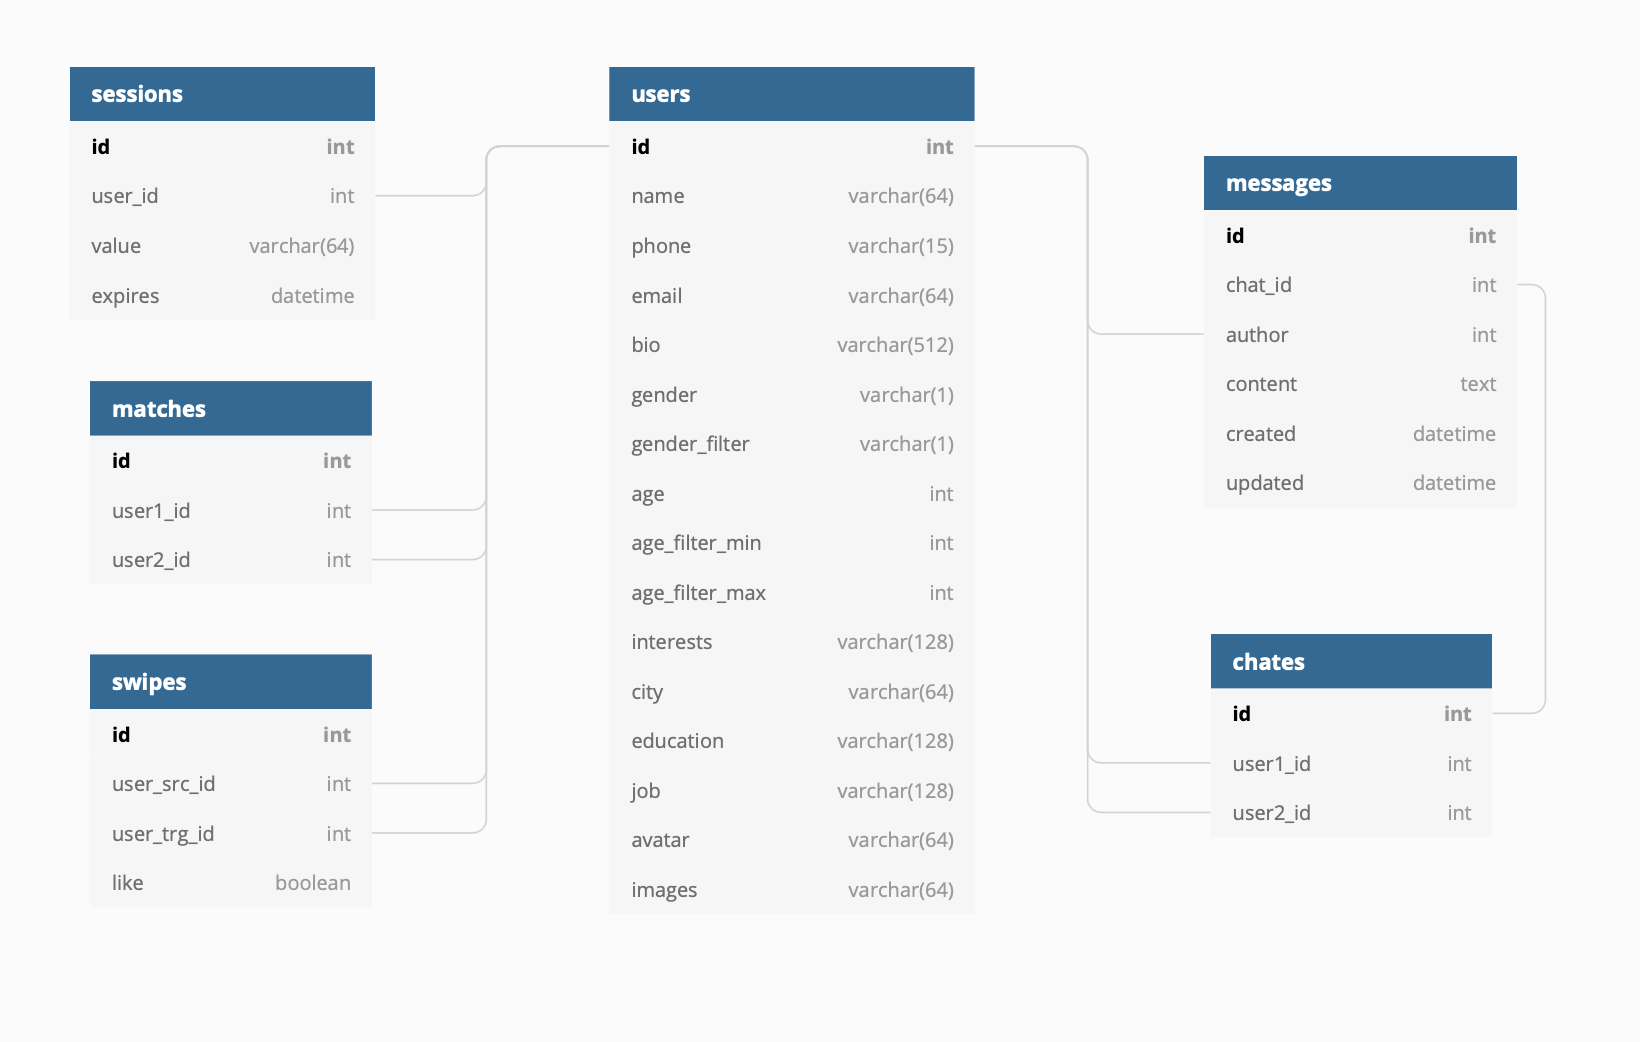 sessions
id int
user_id int
value varchar(64)
expires datetime
matches
id int
user1_id int
user2_id int
swipes
id int
user_src_id int
user_trg_id int
like boolean
users
id int
name varchar(64)
phone varchar(15)
email varchar(64)
bio varchar(512)
gender varchar(1)
gender_filter varchar(1)
age int
age_filter_min int
age_filter_max int
interests varchar(128)
city varchar(64)
education varchar(128)
job varchar(128)
avatar varchar(64)
images varchar(64)
messages
id int
chat_id int
author int
content text
created datetime
updated datetime
chates
id int
user1_id int
user2_id int